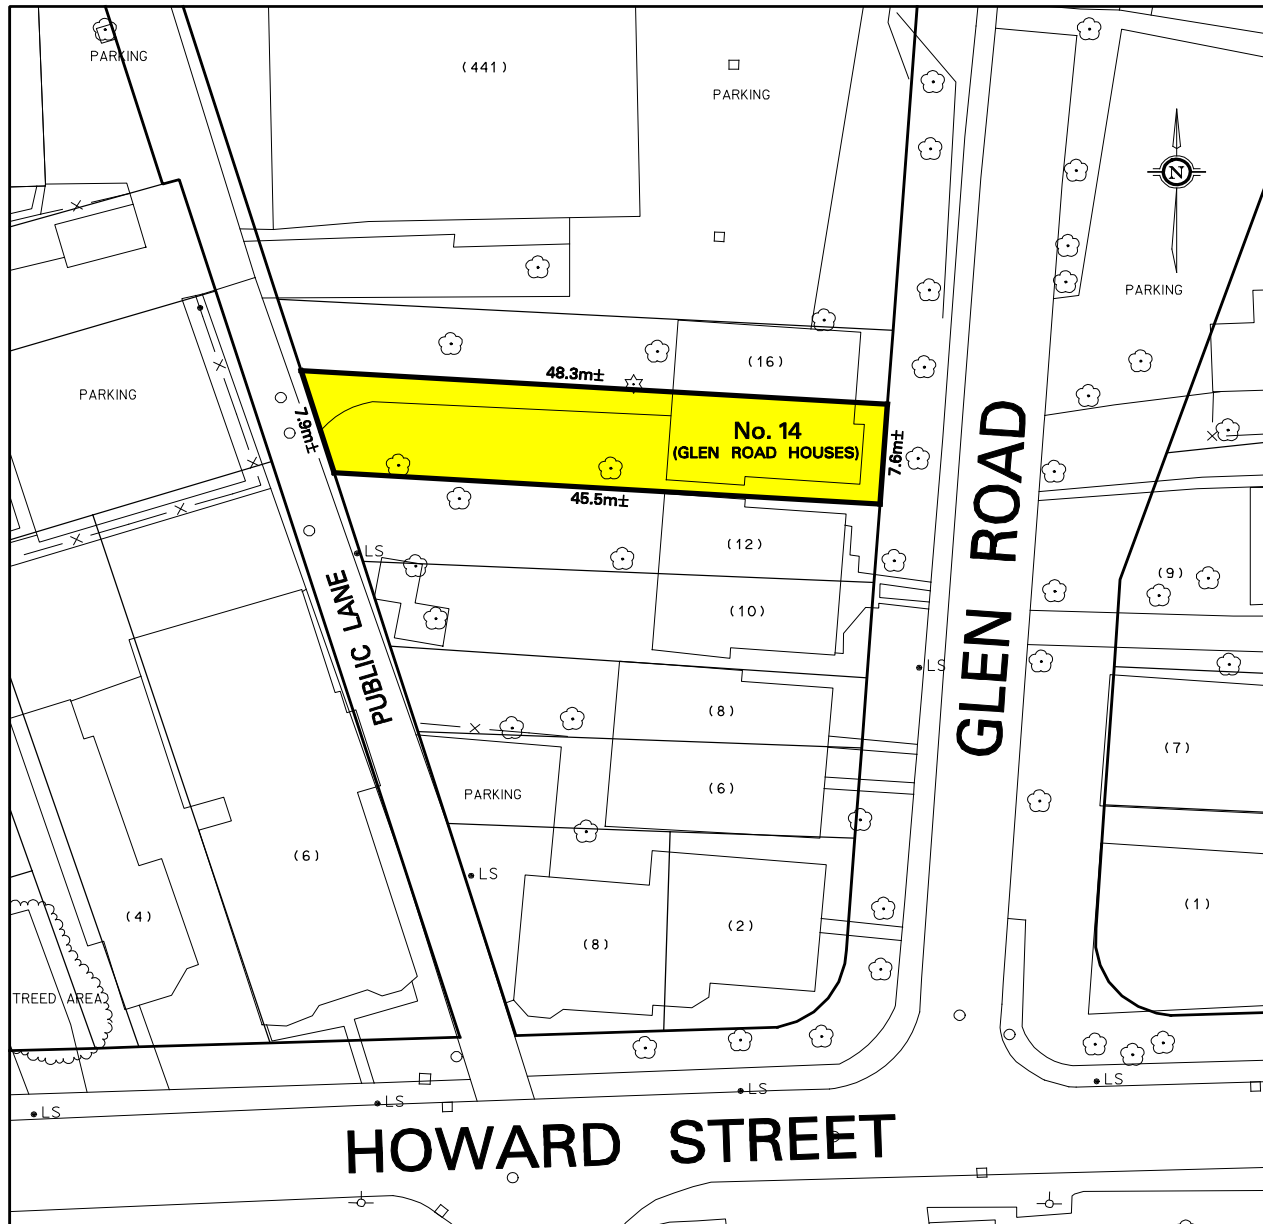 PARKING
(441)
PARKING
N
PARKING
(16)
48.3m±
PARKING
7.9m±
No. 14
(GLEN ROAD HOUSES)
7.6m±
45.5m±
GLEN ROAD
LS
(12)
(9)
PUBLIC LANE
(10)
LS
(8)
(7)
(6)
PARKING
(6)
LS
(4)
(8)
(2)
(1)
TREED AREA
LS
LS
LS
LS
HOWARD STREET